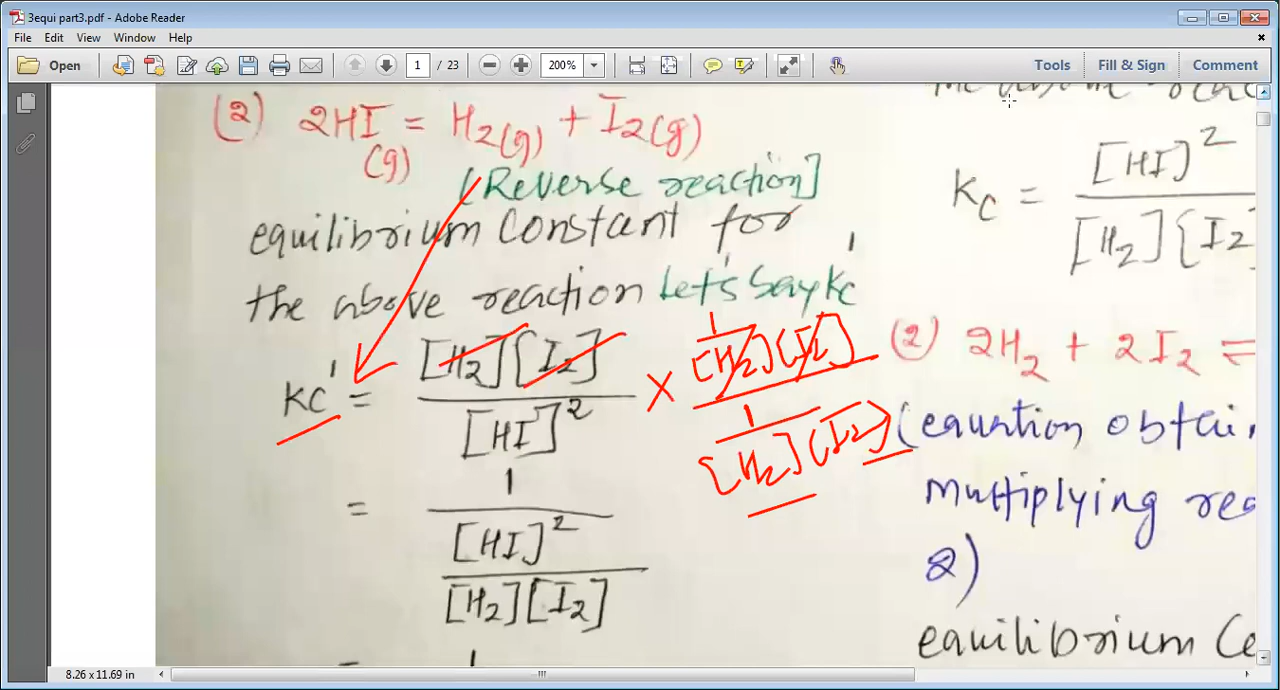 3equi part3.pdf - Adobe Reader
File Edit View Window Help
Open 1 / 23 200% Tools Fill & Sign Comment
(2) 2HI(g) = H2(g) + I2(g)
(Reverse reaction]
equilibrium Constant for
the above reaction Let's Say Kc'
Kc' = [H2][I2] / [HI]^2 × 1/[H2][I2] / 1/[H2][I2]
= 1 / [HI]^2 / [H2][I2]
= 1
Kc = [HI]^2 / [H2][I2
(2) 2H2 + 2I2 =
(eauation obtai
Multiplying rea
2)
equilibrium
8.26 x 11.69 in